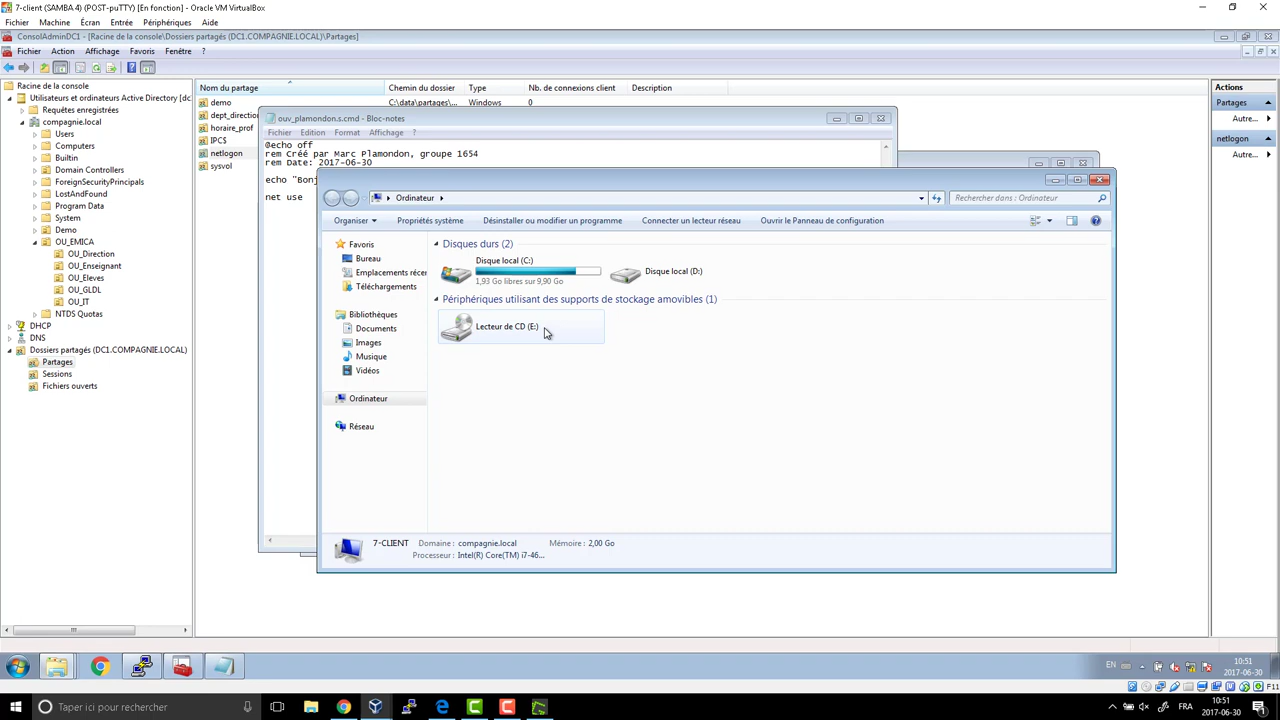 7-client (SAMBA 4) (POST-puTTY) [En fonction] - Oracle VM VirtualBox
Fichier Machine Écran Entrée Périphériques Aide
ConsolAdminDC1 - [Racine de la console\Dossiers partagés (DC1.COMPAGNIE.LOCAL)\Partages]
Fichier Action Affichage Favoris Fenêtre ?
Racine de la console
Utilisateurs et ordinateurs Active Directory [dc
Requêtes enregistrées
compagnie.local
Users
Computers
Builtin
Domain Controllers
ForeignSecurityPrincipals
LostAndFound
Program Data
System
Demo
OU_EMICA
OU_Direction
OU_Enseignant
OU_Eleves
OU_GLDL
OU_IT
NTDS Quotas
DHCP
DNS
Dossiers partagés (DC1.COMPAGNIE.LOCAL)
Partages
Sessions
Fichiers ouverts
Nom du partage Chemin du dossier Type Nb. de connexions client Description
demo C:\data\partages\... Windows 0
dept_directio
horaire_prof
IPC$
netlogon
sysvol
Actions
Partages
Autre...
netlogon
Autre...
ouv_plamondon.s.cmd - Bloc-notes
Fichier Edition Format Affichage ?
@echo off
rem Créé par Marc Plamondon, groupe 1654
rem Date: 2017-06-30
echo "Bonj
net use
Ordinateur
Rechercher dans : Ordinateur
Organiser Propriétés système Désinstaller ou modifier un programme Connecter un lecteur réseau Ouvrir le Panneau de configuration
Favoris
Bureau
Emplacements récen
Téléchargements
Bibliothèques
Documents
Images
Musique
Vidéos
Ordinateur
Réseau
Disques durs (2)
Disque local (C:)
1,93 Go libres sur 9,90 Go
Disque local (D:)
Périphériques utilisant des supports de stockage amovibles (1)
Lecteur de CD (E:)
7-CLIENT Domaine : compagnie.local Mémoire : 2,00 Go
Processeur : Intel(R) Core(TM) i7-46...
EN
10:51
2017-06-30
F11
Taper ici pour rechercher
FRA
10:51
2017-06-30
1